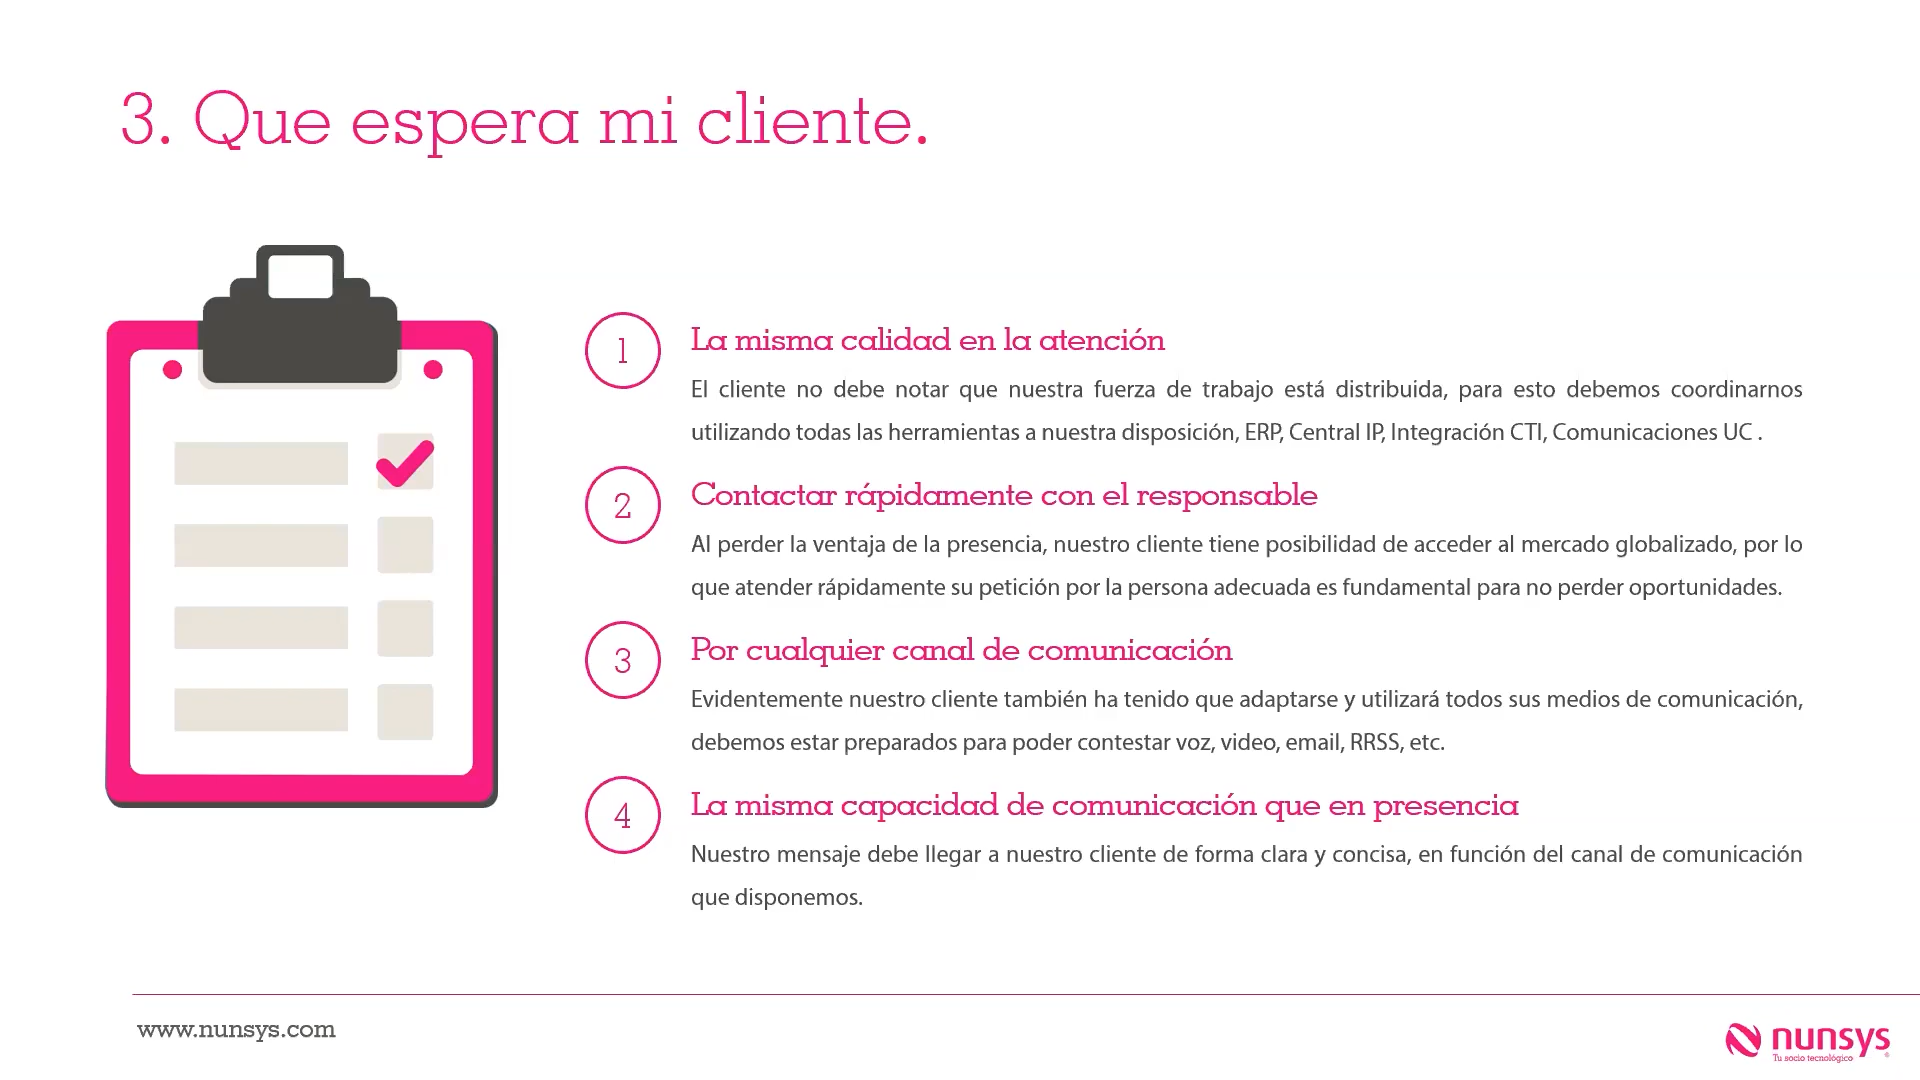 3. Que espera mi cliente.
1
La misma calidad en la atención
El cliente no debe notar que nuestra fuerza de trabajo está distribuida, para esto debemos coordinarnos
utilizando todas las herramientas a nuestra disposición, ERP, Central IP, Integración CTI, Comunicaciones UC .
2
Contactar rápidamente con el responsable
Al perder la ventaja de la presencia, nuestro cliente tiene posibilidad de acceder al mercado globalizado, por lo
que atender rápidamente su petición por la persona adecuada es fundamental para no perder oportunidades.
3
Por cualquier canal de comunicación
Evidentemente nuestro cliente también ha tenido que adaptarse y utilizará todos sus medios de comunicación,
debemos estar preparados para poder contestar voz, video, email, RRSS, etc.
4
La misma capacidad de comunicación que en presencia
Nuestro mensaje debe llegar a nuestro cliente de forma clara y concisa, en función del canal de comunicación
que disponemos.
www.nunsys.com
nunsys
Tu socio tecnológico